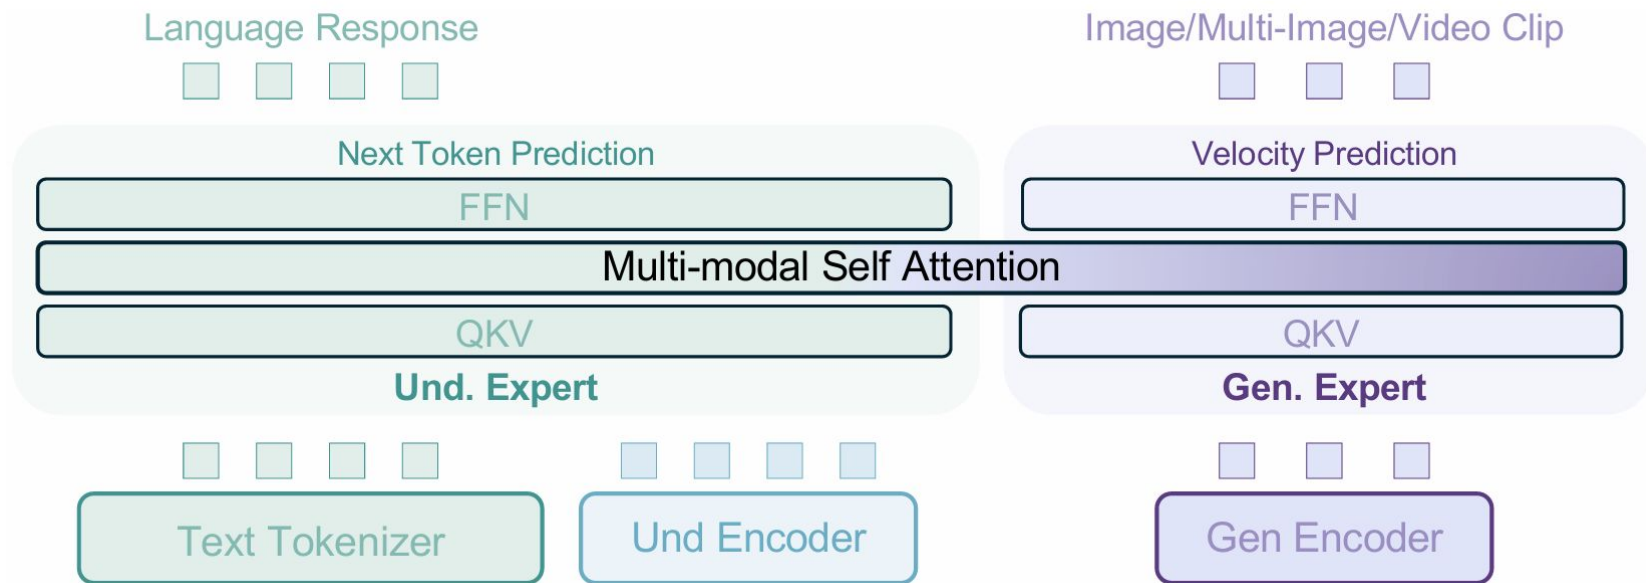 Language Response
Image/Multi-Image/Video Clip
Next Token Prediction
Velocity Prediction
FFN
FFN
Multi-modal Self Attention
QKV
QKV
Und. Expert
Gen. Expert
Text Tokenizer
Und Encoder
Gen Encoder